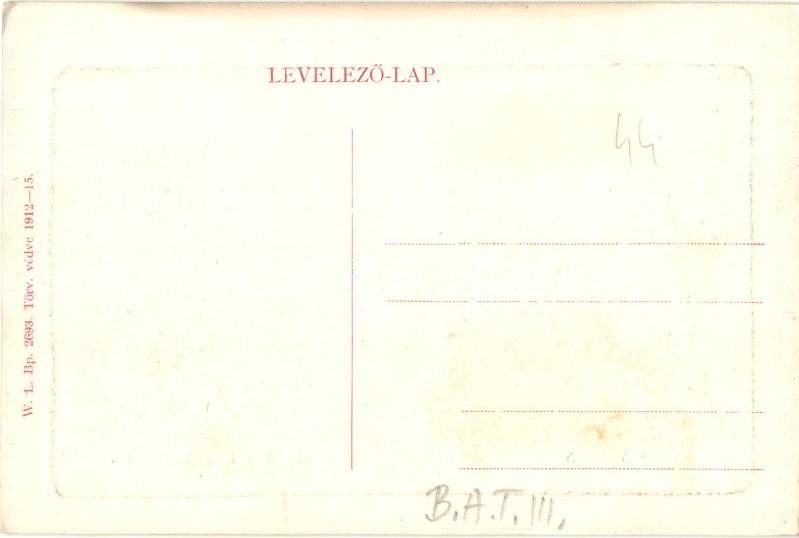 LEVELEZŐ-LAP.
44
W. L. Bp. 2693. Törv. védve 1912—15.
B.A.T. III.